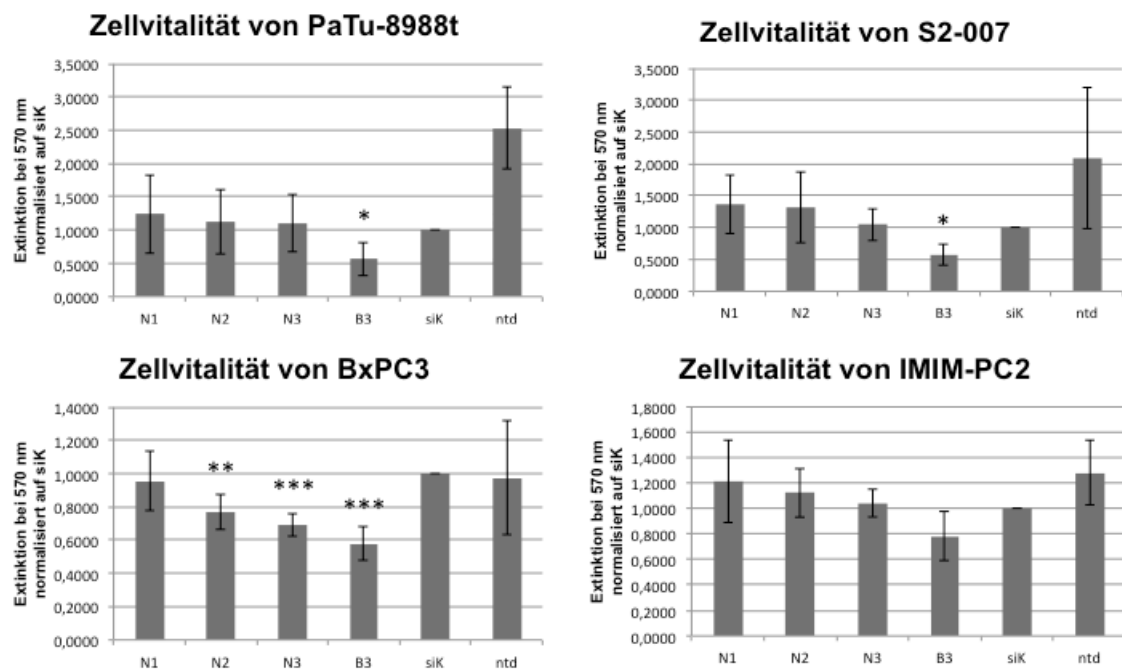 Zellvitalität von PaTu-8988t
Extinktion bei 570 nm
normalisiert auf siK
3,5000
3,0000
2,5000
2,0000
1,5000
1,0000
0,5000
0,0000
*
N1 N2 N3 B3 siK ntd
Zellvitalität von S2-007
Extinktion bei 570 nm
normalisiert auf siK
3,5000
3,0000
2,5000
2,0000
1,5000
1,0000
0,5000
0,0000
*
N1 N2 N3 B3 siK ntd
Zellvitalität von BxPC3
Extinktion bei 570 nm
normalisiert auf siK
1,4000
1,2000
1,0000
0,8000
0,6000
0,4000
0,2000
0,0000
** *** ***
N1 N2 N3 B3 siK ntd
Zellvitalität von IMIM-PC2
Extinktion bei 570 nm
normalisiert auf siK
1,8000
1,6000
1,4000
1,2000
1,0000
0,8000
0,6000
0,4000
0,2000
0,0000
N1 N2 N3 B3 siK ntd